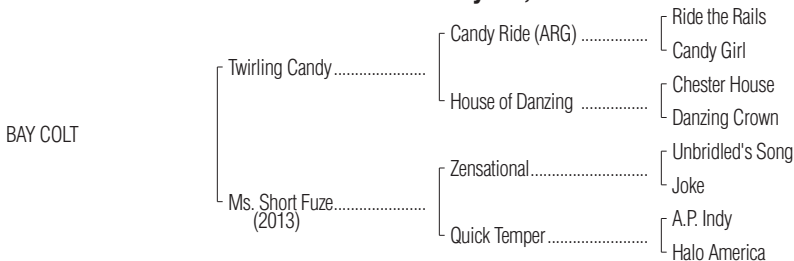 Ride the Rails
Candy Ride (ARG) ................
Candy Girl
Twirling Candy......................
Chester House
House of Danzing ................
Danzing Crown
BAY COLT
Unbridled's Song
Zensational............................
Joke
Ms. Short Fuze......................
(2013)
A.P. Indy
Quick Temper........................
Halo America